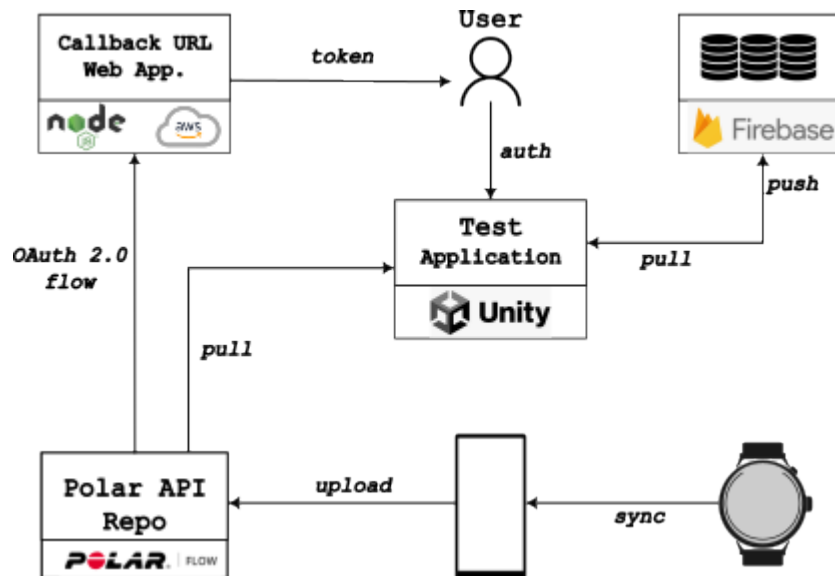 User
Callback URL
Web App.
token
node
JS
aws
Firebase
auth
push
Test
Application
OAuth 2.0
flow
pull
Unity
pull
Polar API
Repo
upload
sync
POLAR. | FLOW